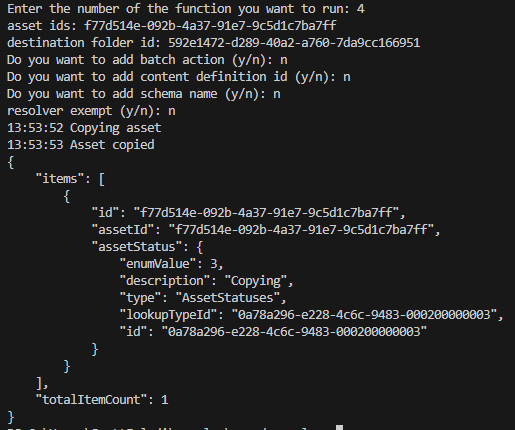 Enter the number of the function you want to run: 4
asset ids: f77d514e-092b-4a37-91e7-9c5d1c7ba7ff
destination folder id: 592e1472-d289-40a2-a760-7da9cc166951
Do you want to add batch action (y/n): n
Do you want to add content definition id (y/n): n
Do you want to add schema name (y/n): n
resolver exempt (y/n): n
13:53:52 Copying asset
13:53:53 Asset copied
{
    "items": [
        {
            "id": "f77d514e-092b-4a37-91e7-9c5d1c7ba7ff",
            "assetId": "f77d514e-092b-4a37-91e7-9c5d1c7ba7ff",
            "assetStatus": {
                "enumValue": 3,
                "description": "Copying",
                "type": "AssetStatuses",
                "lookupTypeId": "0a78a296-e228-4c6c-9483-000200000003",
                "id": "0a78a296-e228-4c6c-9483-000200000003"
            }
        }
    ],
    "totalItemCount": 1
}